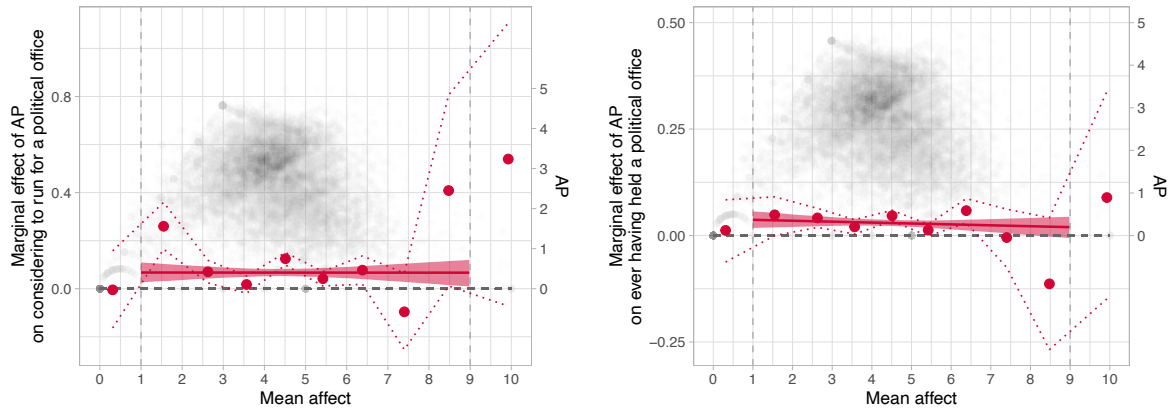 Marginal effect of AP
on considering to run for a political office
0.8
0.4
0.0
5
4
3
2
1
0
AP
0 1 2 3 4 5 6 7 8 9 10
Mean affect
Marginal effect of AP
on ever having held a political office
0.50
0.25
0.00
−0.25
5
4
3
2
1
0
AP
0 1 2 3 4 5 6 7 8 9 10
Mean affect